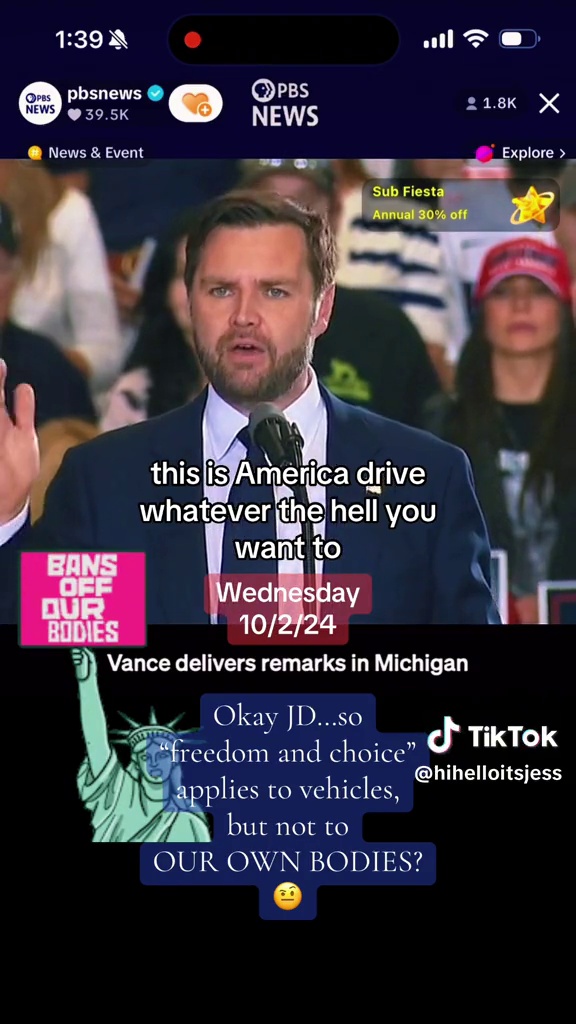 1:39
PBS
NEWS
pbsnews
39.5K
PBS
NEWS
1.8K
News & Event
Explore >
Sub Fiesta
Annual 30% off
this is America drive
whatever the hell you
want to
BANS
OFF
OUR
BODIES
Wednesday
10/2/24
Vance delivers remarks in Michigan
Okay JD...so
“freedom and choice”
applies to vehicles,
but not to
OUR OWN BODIES?
TikTok
@hihelloitsjess